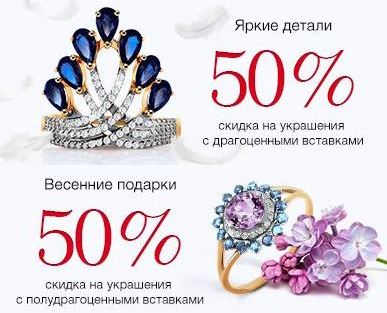 Яркие детали
50%
скидка на украшения
с драгоценными вставками
Весенние подарки
50%
скидка на украшения
с полудрагоценными вставками